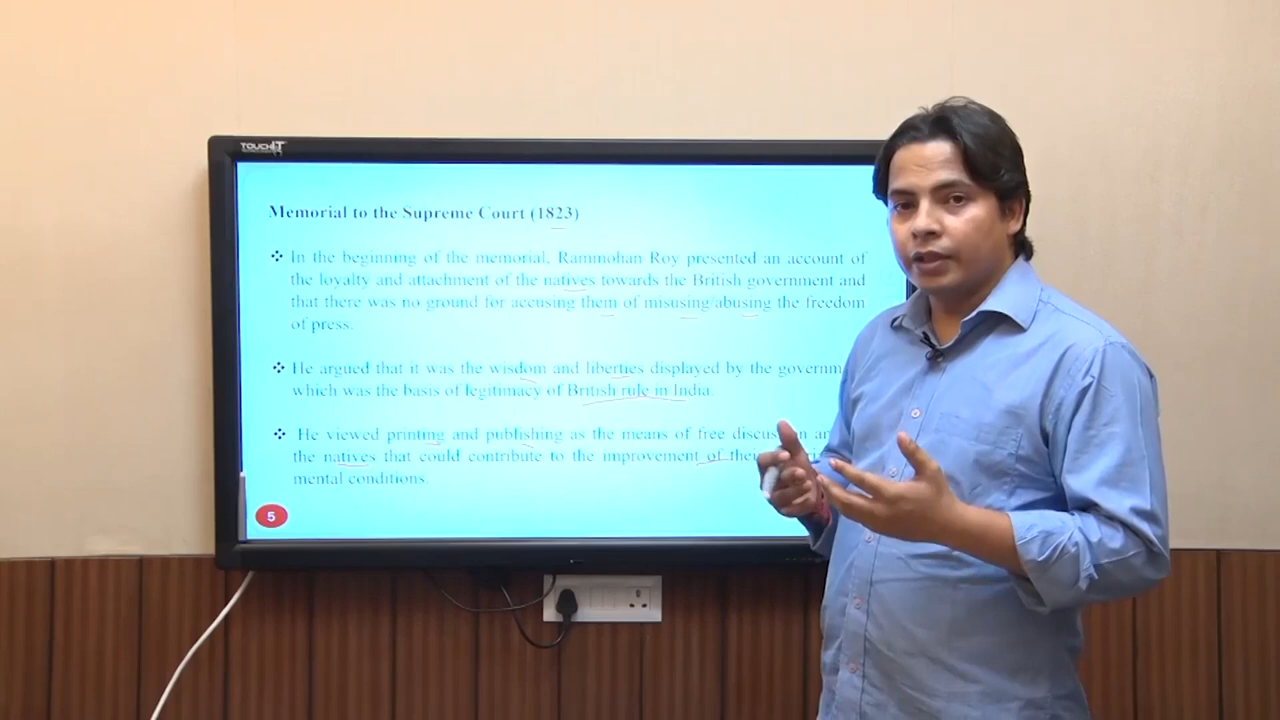 TOUCHIT
Memorial to the Supreme Court (1823)
❖ In the beginning of the memorial, Rammohan Roy presented an account of
the loyalty and attachment of the natives towards the British government and
that there was no ground for accusing them of misusing/abusing the freedom
of press.
❖ He argued that it was the wisdom and liberties displayed by the
which was the basis of legitimacy of British rule in India.
❖ He viewed printing and publishing as the means of free
the natives that could contribute to the improvement of
mental conditions.
5